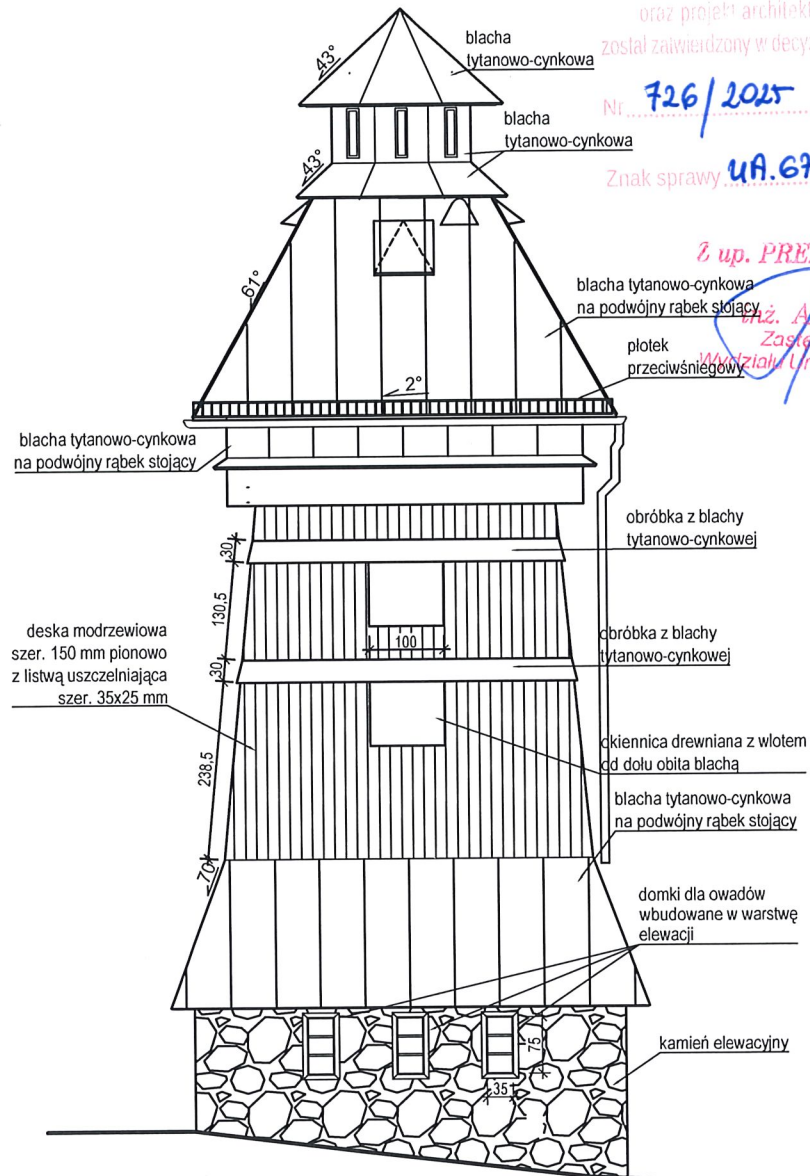 oraz projekt
został zatwierdzony w
Nr 726/2025
Znak sprawy UA.67
Z up.
inż. A
Wydziału
blacha
tytanowo-cynkowa
43°
blacha
tytanowo-cynkowa
43°
61°
blacha tytanowo-cynkowa
na podwójny rąbek stojący
płotek
przeciwśniegowy
2°
blacha tytanowo-cynkowa
na podwójny rąbek stojący
obróbka z blachy
tytanowo-cynkowej
30
130,5
100
deska modrzewiowa
szer. 150 mm pionowo
z listwą uszczelniająca
szer. 35x25 mm
obróbka z blachy
tytanowo-cynkowej
30
238,5
okiennica drewniana z wlotem
od dołu obita blachą
blacha tytanowo-cynkowa
na podwójny rąbek stojący
70°
domki dla owadów
wbudowane w warstwę
elewacji
kamień elewacyjny
75
35